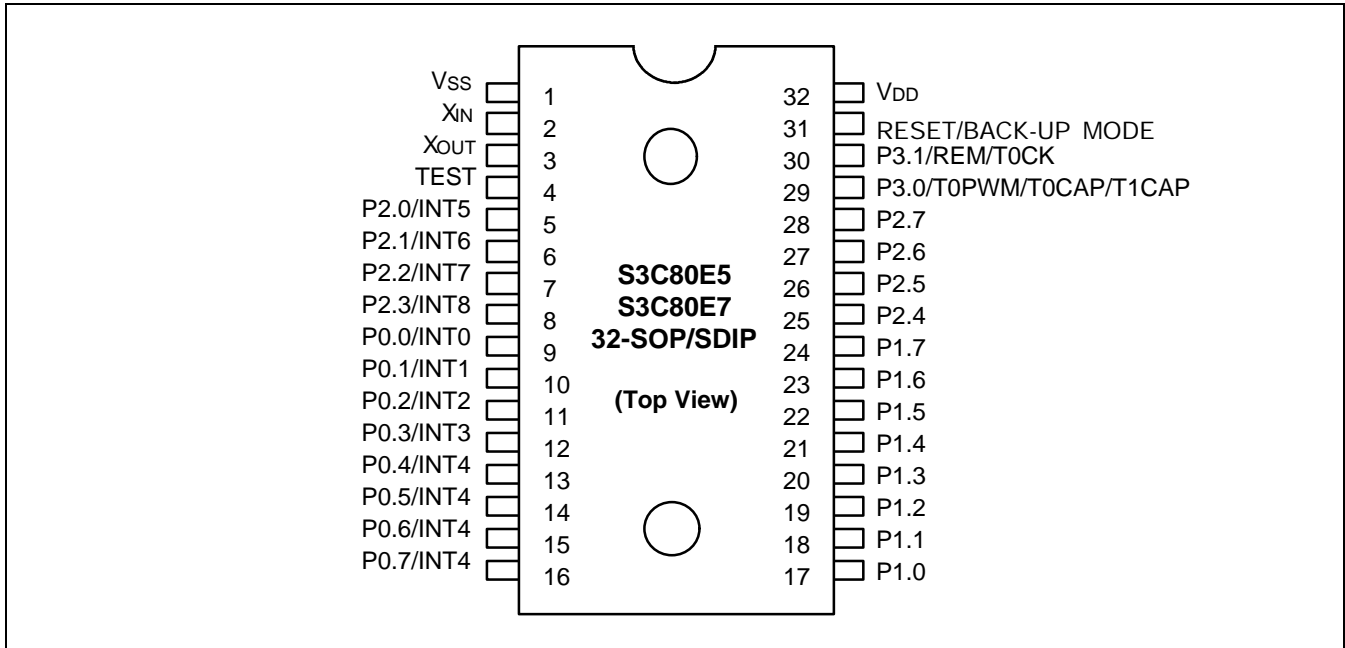 VSS 1 32 VDD
XIN 2 31 RESET/BACK-UP MODE
XOUT 3 30 P3.1/REM/T0CK
TEST 4 29 P3.0/T0PWM/T0CAP/T1CAP
P2.0/INT5 5 28 P2.7
P2.1/INT6 6 27 P2.6
P2.2/INT7 7 26 P2.5
P2.3/INT8 8 25 P2.4
P0.0/INT0 9 24 P1.7
P0.1/INT1 10 23 P1.6
P0.2/INT2 11 22 P1.5
P0.3/INT3 12 21 P1.4
P0.4/INT4 13 20 P1.3
P0.5/INT4 14 19 P1.2
P0.6/INT4 15 18 P1.1
P0.7/INT4 16 17 P1.0
S3C80E5
S3C80E7
32-SOP/SDIP
(Top View)